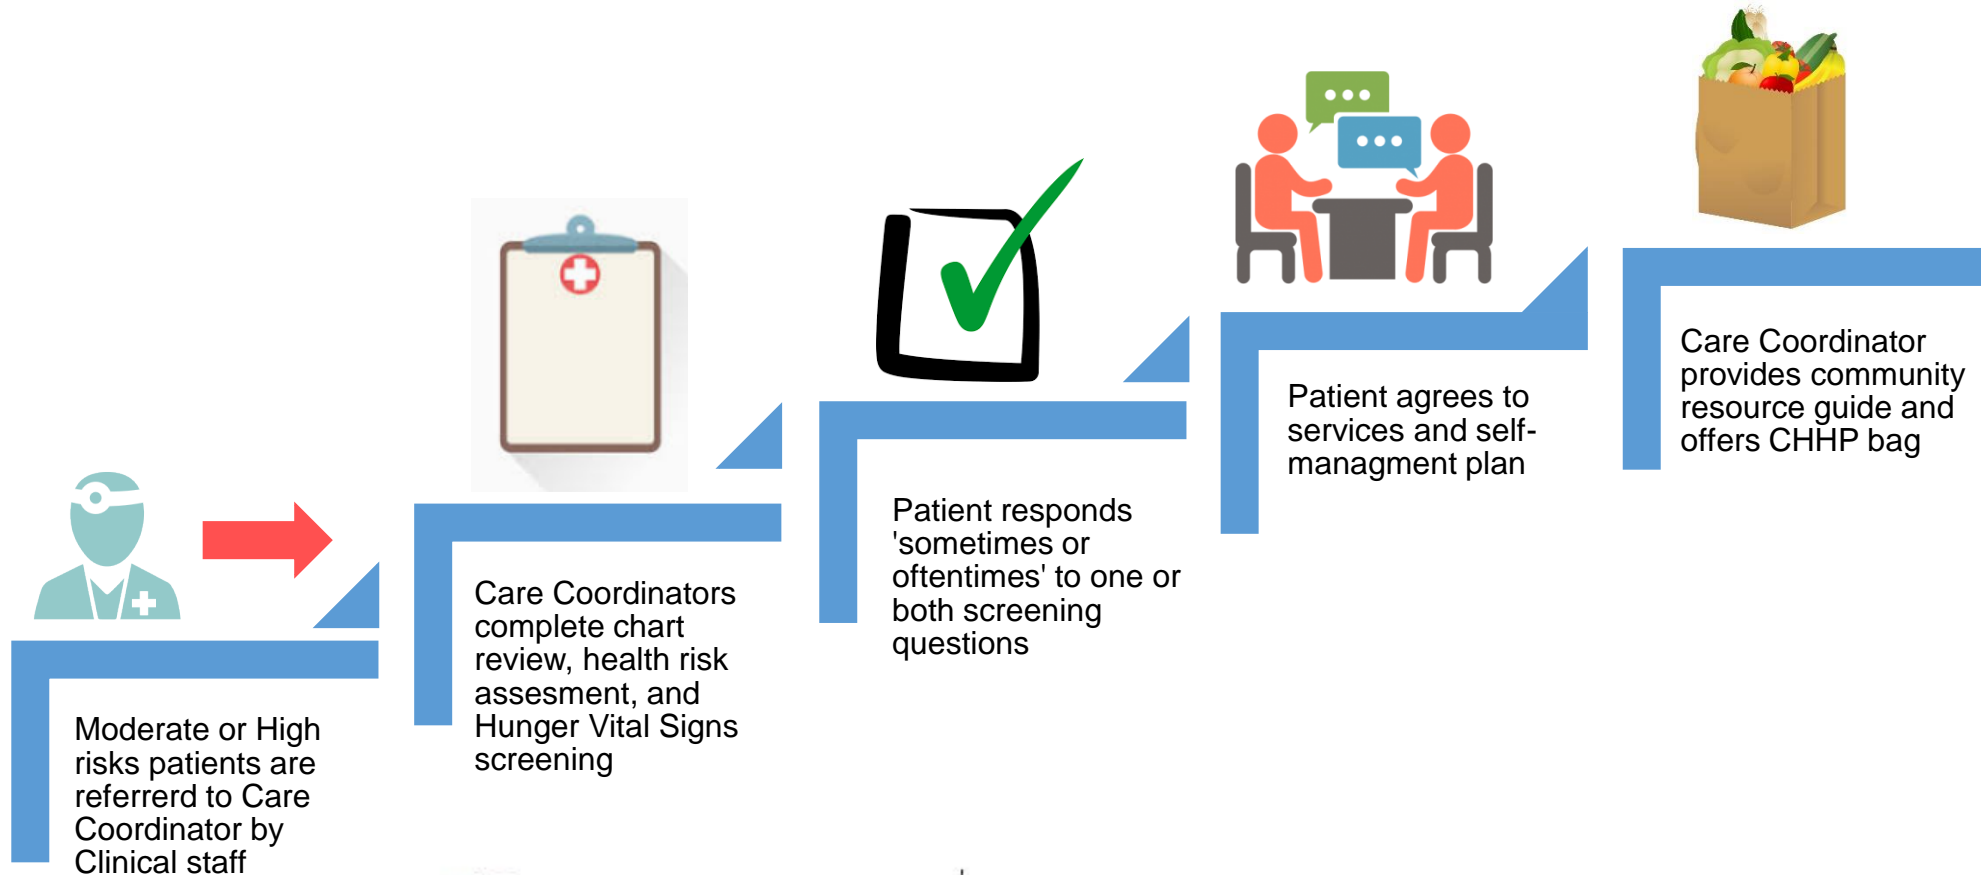 Moderate or High
risks patients are
referrerd to Care
Coordinator by
Clinical staff
Care Coordinators
complete chart
review, health risk
assesment, and
Hunger Vital Signs
screening
Patient responds
'sometimes or
oftentimes' to one or
both screening
questions
Patient agrees to
services and self-
managment plan
Care Coordinator
provides community
resource guide and
offers CHHP bag